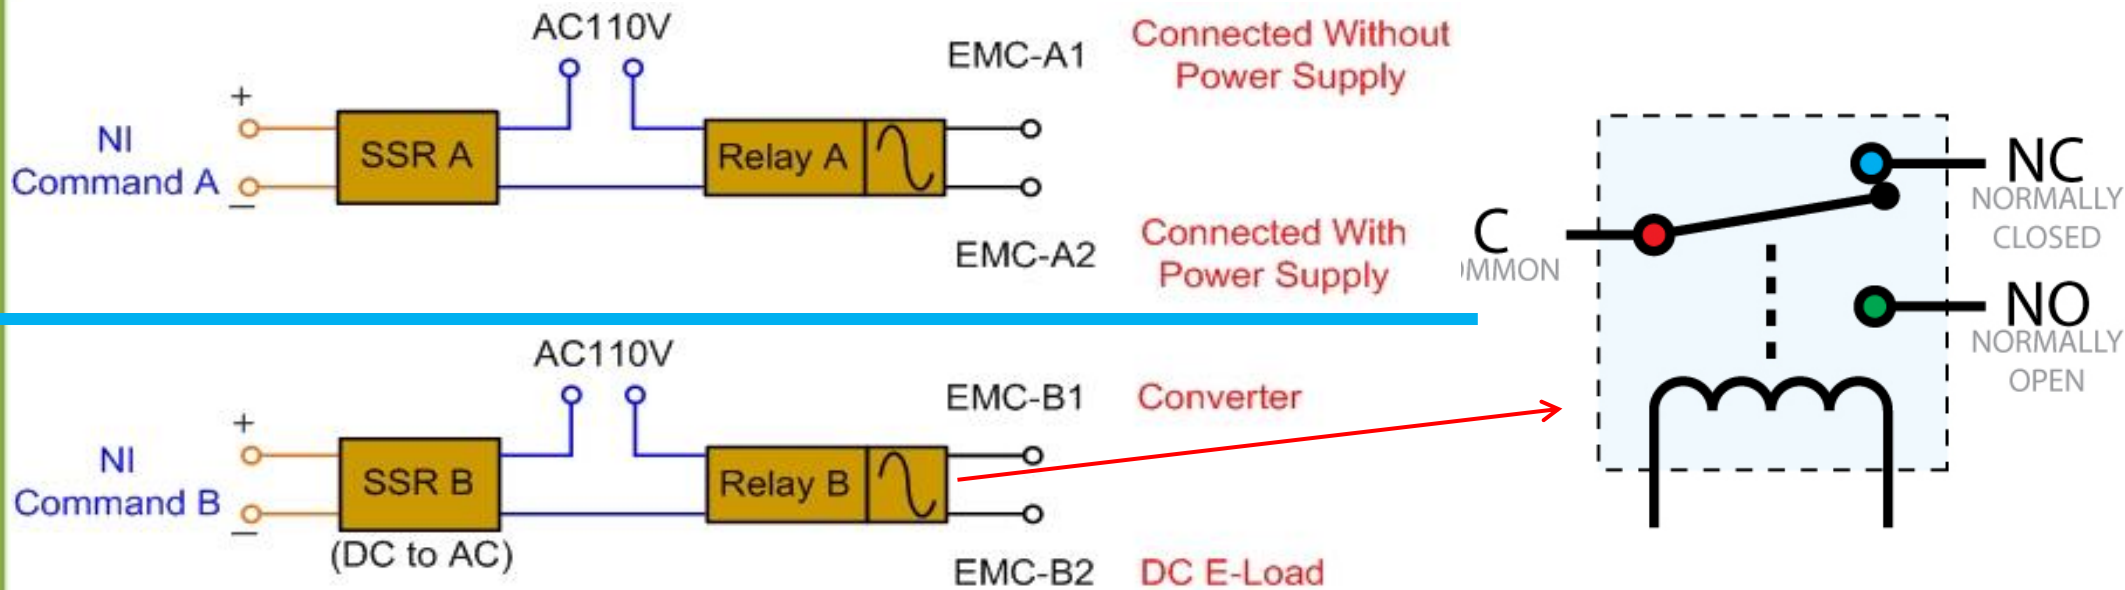 AC110V
EMC-A1
Connected Without
Power Supply
+
NI
Command A
−
SSR A
Relay A
EMC-A2
Connected With
Power Supply
AC110V
EMC-B1
Converter
+
NI
Command B
−
SSR B
(DC to AC)
Relay B
EMC-B2
DC E-Load
C
OMMON
NC
NORMALLY
CLOSED
NO
NORMALLY
OPEN